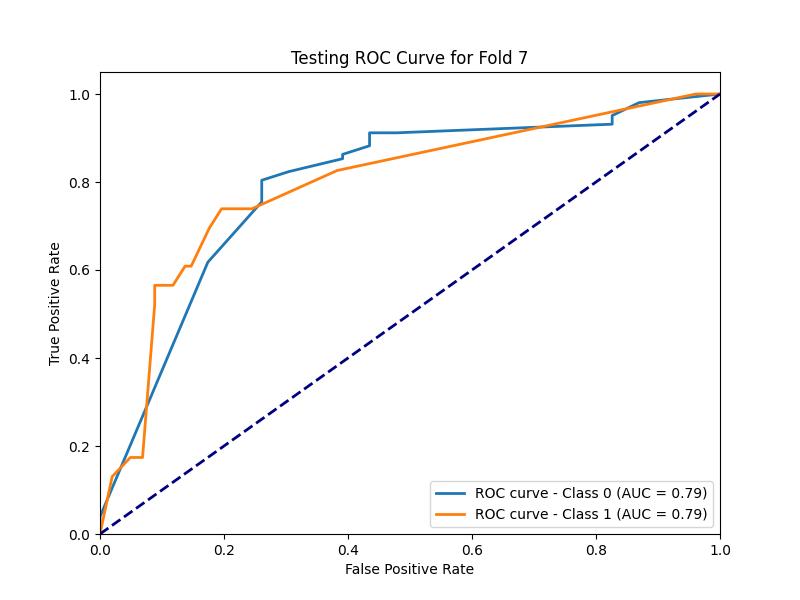 Testing ROC Curve for Fold 7
True Positive Rate
1.0
0.8
0.6
0.4
0.2
0.0
ROC curve - Class 0 (AUC = 0.79)
ROC curve - Class 1 (AUC = 0.79)
0.0 0.2 0.4 0.6 0.8 1.0
False Positive Rate